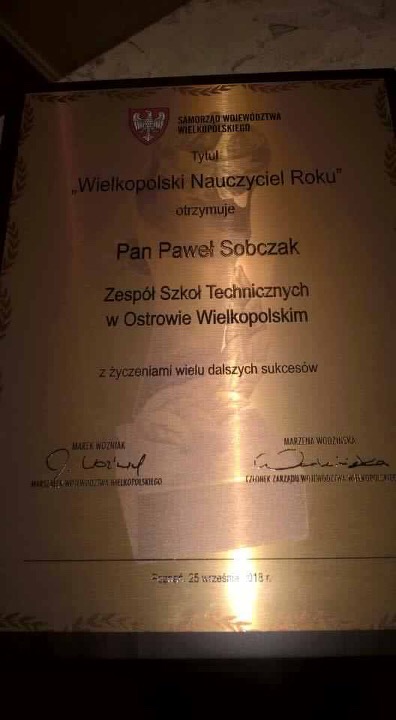 SAMORZĄD WOJEWÓDZTWA
WIELKOPOLSKIEGO
Tytuł
„Wielkopolski Nauczyciel Roku”
otrzymuje
Pan Paweł Sobczak
Zespół Szkół Technicznych
w Ostrowie Wielkopolskim
z życzeniami wielu dalszych sukcesów
MAREK WOŹNIAK
MARSZAŁEK WOJEWÓDZTWA WIELKOPOLSKIEGO
MARZENA WODZIŃSKA
CZŁONEK ZARZĄDU WOJEWÓDZTWA WIELKOPOLSKIEGO
Poznań, 25 września 2018 r.